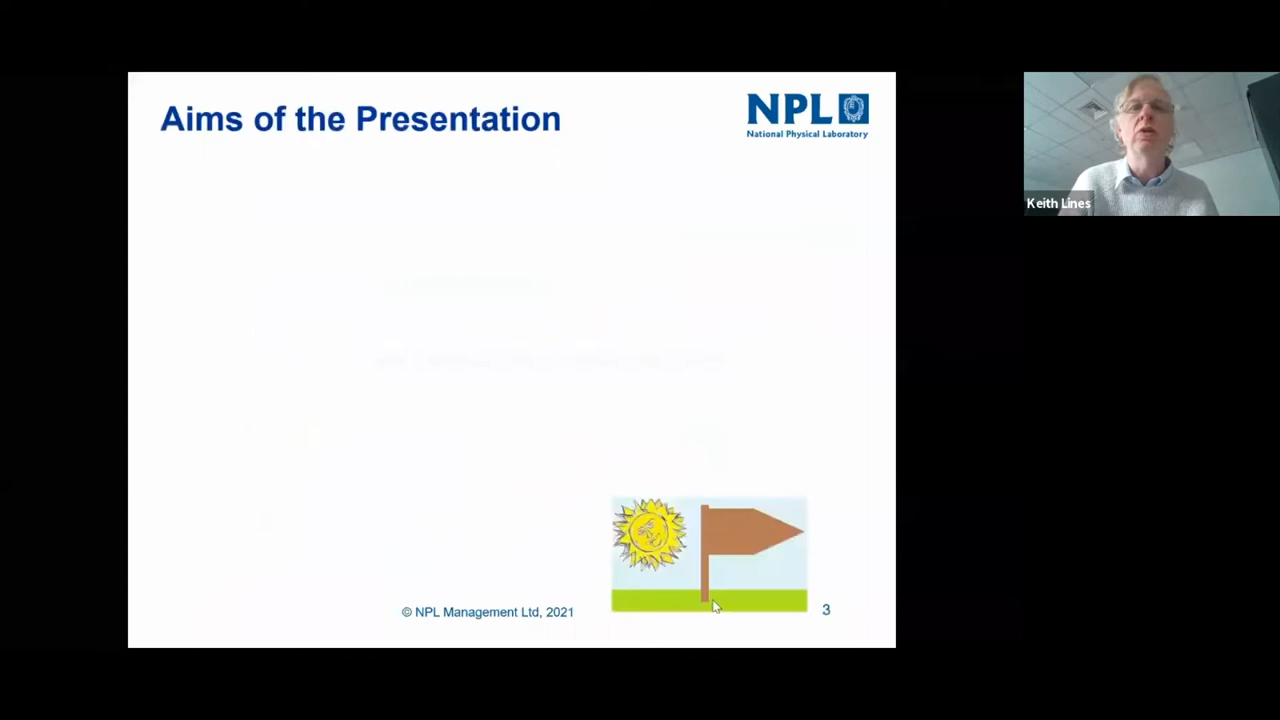 Aims of the Presentation
NPL
National Physical Laboratory
Keith Lines
© NPL Management Ltd, 2021
3